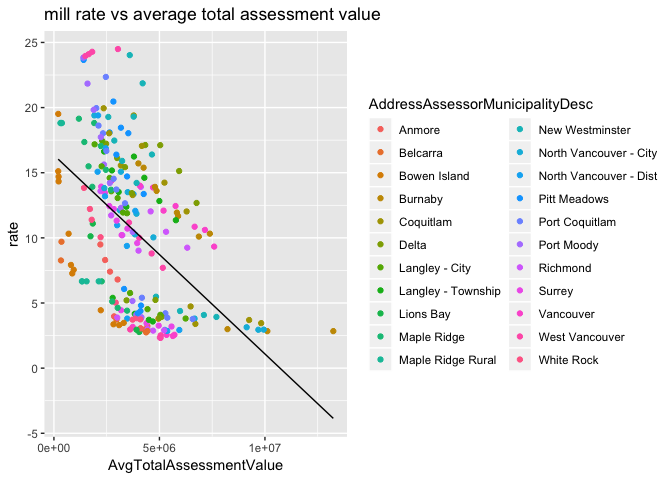 mill rate vs average total assessment value
25
20
15
10
5
0
-5
rate
0e+00
5e+06
1e+07
AvgTotalAssessmentValue
AddressAssessorMunicipalityDesc
Anmore
Belcarra
Bowen Island
Burnaby
Coquitlam
Delta
Langley - City
Langley - Township
Lions Bay
Maple Ridge
Maple Ridge Rural
New Westminster
North Vancouver - City
North Vancouver - Dist
Pitt Meadows
Port Coquitlam
Port Moody
Richmond
Surrey
Vancouver
West Vancouver
White Rock